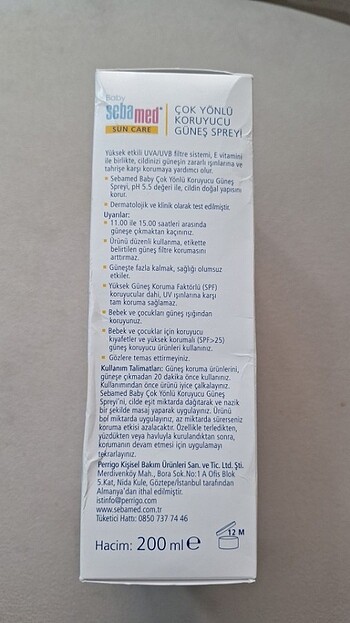 Baby
sebamed
SUN CARE
ÇOK YÖNLÜ
KORUYUCU
GÜNEŞ SPREYİ
Yüksek etkili UVA/UVB filtre sistemi, E vitamini
ile birlikte, cildinizi güneşin zararlı ışınlarına ve
tahrişe karşı korumaya yardımcı olur.
Sebamed Baby Çok Yönlü Koruyucu Güneş
Spreyi, pH 5.5 değeri ile, cildin doğal yapısını
korur.
Dermatolojik ve klinik olarak test edilmiştir.
Uyarılar:
11.00 ile 15.00 saatleri arasında
güneşe çıkmaktan kaçınınız.
Ürünü düzenli kullanma, etikette
belirtilen güneş filtre korumasını
arttırmaz.
Güneşte fazla kalmak, sağlığı olumsuz
etkiler.
Yüksek Güneş Koruma Faktörlü (SPF)
koruyucular dahi, UV ışınlarına karşı
tam koruma sağlamaz.
Bebek ve çocukları güneş ışığından
koruyunuz.
Bebek ve çocuklar için koruyucu
kıyafetler ve yüksek korumalı (SPF>25)
güneş koruyucu ürünleri kullanınız.
Gözlere temas ettirmeyiniz.
Kullanım Talimatları: Güneş koruma ürünlerini,
güneşe çıkmadan 20 dakika önce kullanınız.
Kullanımından önce ürünü iyice çalkalayınız.
Sebamed Baby Çok Yönlü Koruyucu Güneş
Spreyi'ni, cilde eşit miktarda dağıtarak ve nazik
bir şekilde masaj yaparak uygulayınız. Ürünü
bol miktarda uygulayınız, az miktarda sürerseniz
koruma etkisi azalacaktır. Özellikle terledikten,
yüzdükten veya havluyla kurulandıktan sonra,
korumanın devam etmesi için uygulamayı
tekrarlayınız.
Perrigo Kişisel Bakım Ürünleri San. ve Tic. Ltd. Şti.
Merdivenköy Mah., Bora Sok. No:1 A Ofis Blok
5.Kat, Nida Kule, Göztepe/İstanbul tarafından
Almanya'dan ithal edilmiştir.
istinfo@perrigo.com
www.sebamed.com.tr
Tüketici Hattı: 0850 737 74 46
12 M
Hacim: 200 ml ℮